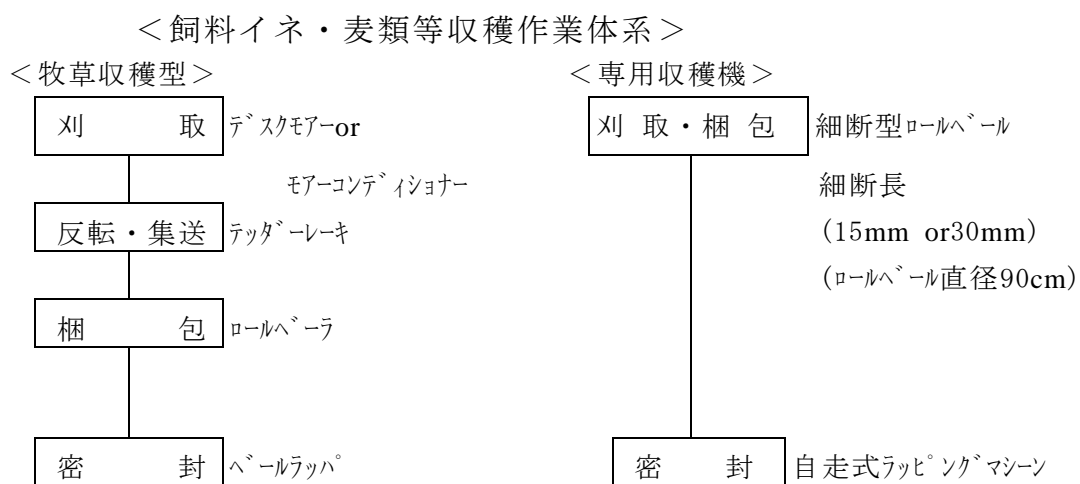 ＜飼料イネ・麦類等収穫作業体系＞
＜牧草収穫型＞
刈　　取 ﾃﾞｽｸﾓｱｰor
ﾓｱｰｺﾝﾃﾞｨｼｮﾅｰ
反転・集送 ﾃｯﾀﾞｰﾚｰｷ
梱　　包 ﾛｰﾙﾍﾞｰﾗ
密　　封 ﾍﾞｰﾙﾗｯﾊﾟ
＜専用収穫機＞
刈取・梱包 細断型ﾛｰﾙﾍﾞｰﾙ
細断長
(15mm or30mm)
(ﾛｰﾙﾍﾞｰﾙ直径90cm)
密　封 自走式ﾗｯﾋﾟﾝｸﾞﾏｼｰﾝ